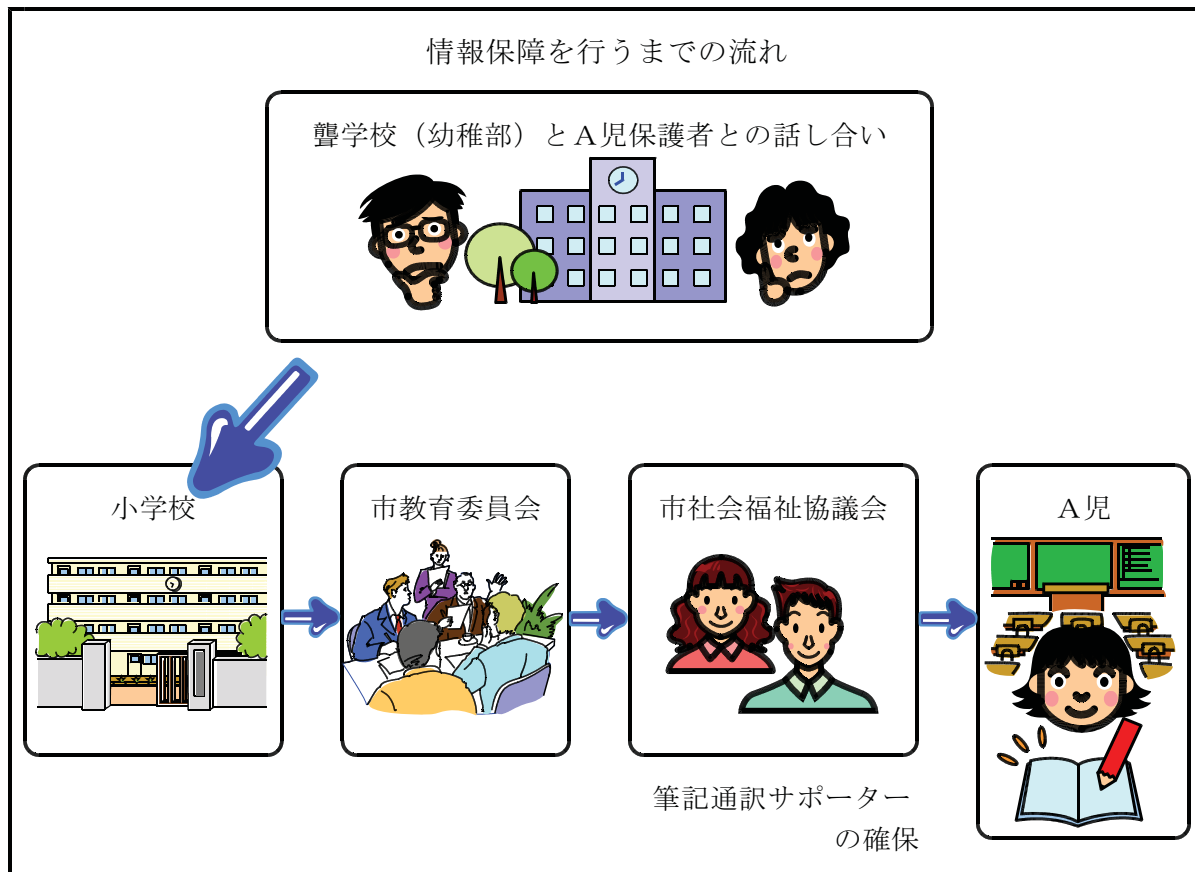 情報保障を行うまでの流れ
聾学校（幼稚部）とＡ児保護者との話し合い
小学校
市教育委員会
市社会福祉協議会
Ａ児
筆記通訳サポーター
の確保